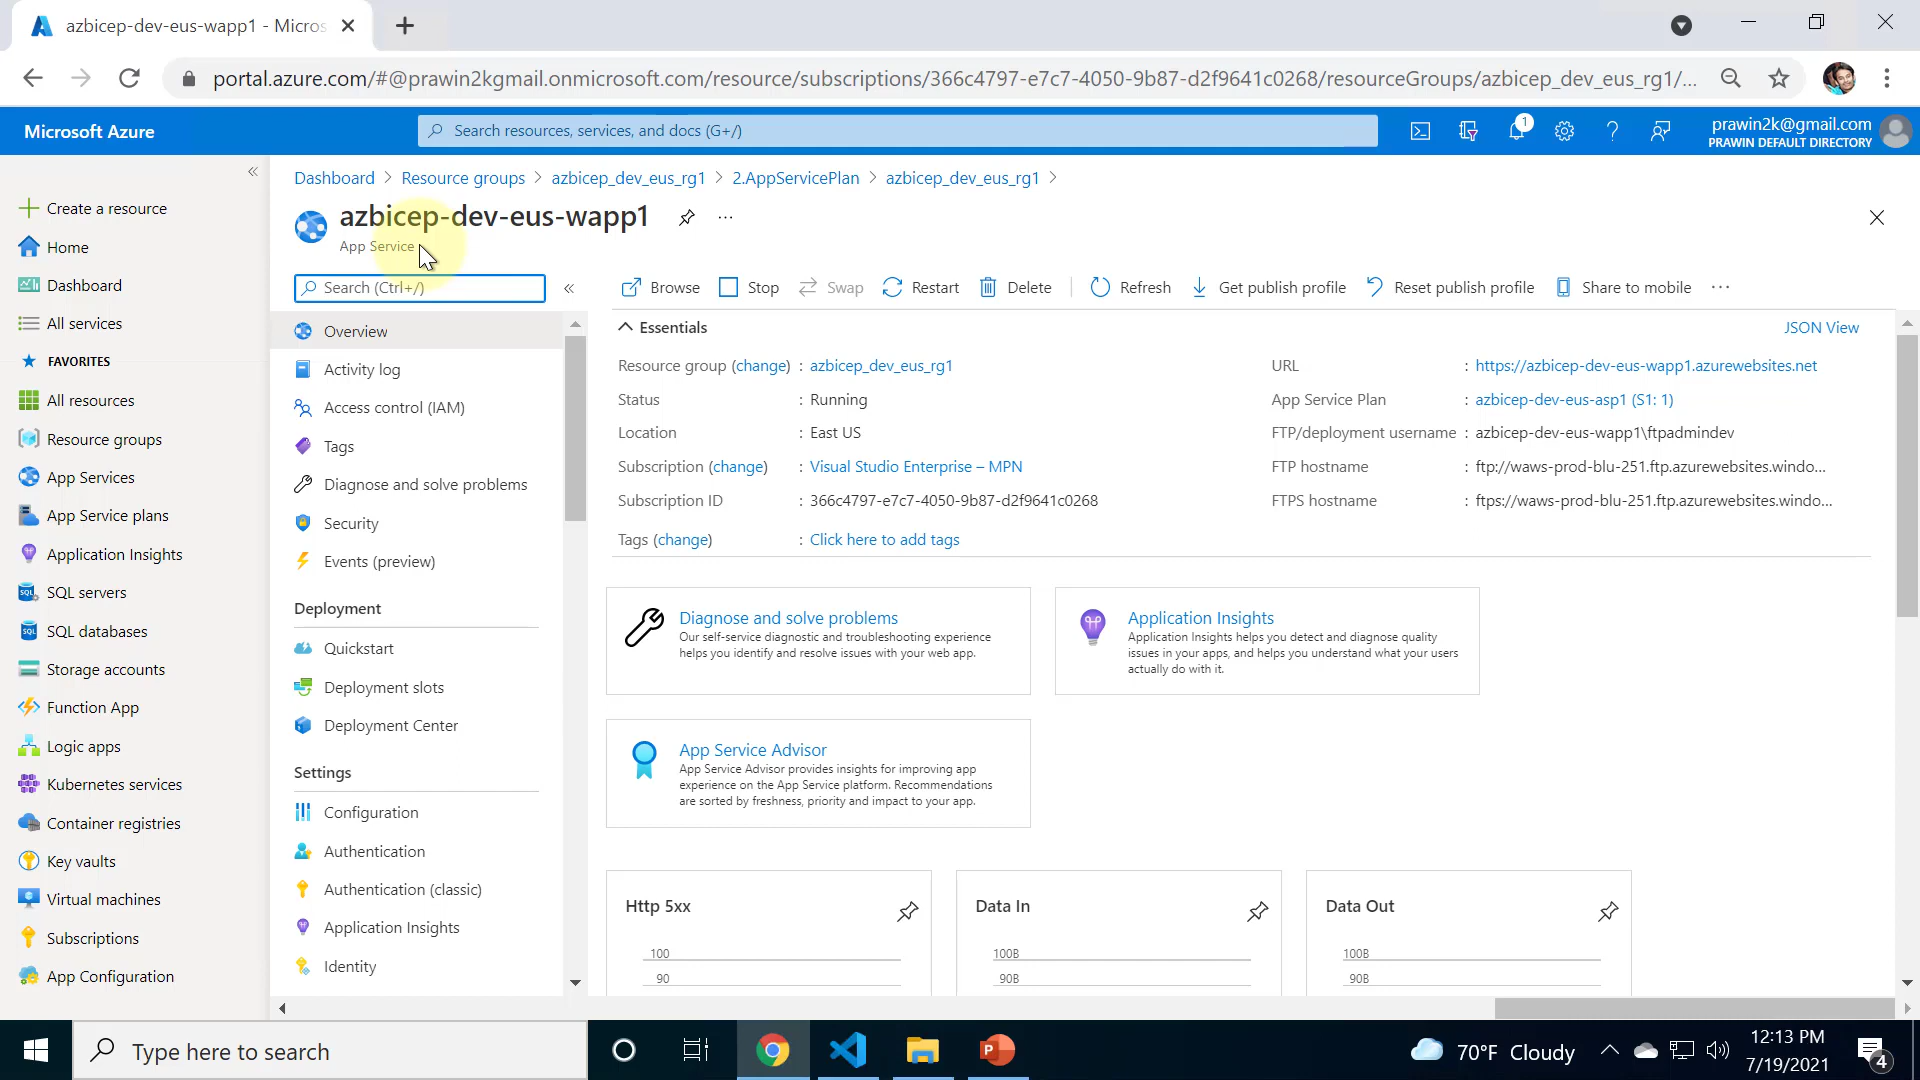 azbicep-dev-eus-wapp1 - Micros
portal.azure.com/#@prawin2kgmail.onmicrosoft.com/resource/subscriptions/366c4797-e7c7-4050-9b87-d2f9641c0268/resourceGroups/azbicep_dev_eus_rg1/...
Microsoft Azure
Search resources, services, and docs (G+/)
1
prawin2k@gmail.com
PRAWIN DEFAULT DIRECTORY
Create a resource
Home
Dashboard
All services
FAVORITES
All resources
Resource groups
App Services
App Service plans
Application Insights
SQL servers
SQL databases
Storage accounts
Function App
Logic apps
Kubernetes services
Container registries
Key vaults
Virtual machines
Subscriptions
App Configuration
Dashboard > Resource groups > azbicep_dev_eus_rg1 > 2.AppServicePlan > azbicep_dev_eus_rg1 >
azbicep-dev-eus-wapp1
App Service
Search (Ctrl+/)
Overview
Activity log
Access control (IAM)
Tags
Diagnose and solve problems
Security
Events (preview)
Deployment
Quickstart
Deployment slots
Deployment Center
Settings
Configuration
Authentication
Authentication (classic)
Application Insights
Identity
Browse Stop Swap Restart Delete Refresh Get publish profile Reset publish profile Share to mobile
Essentials
JSON View
Resource group (change) : azbicep_dev_eus_rg1
Status : Running
Location : East US
Subscription (change) : Visual Studio Enterprise – MPN
Subscription ID : 366c4797-e7c7-4050-9b87-d2f9641c0268
Tags (change) : Click here to add tags
URL : https://azbicep-dev-eus-wapp1.azurewebsites.net
App Service Plan : azbicep-dev-eus-asp1 (S1: 1)
FTP/deployment username : azbicep-dev-eus-wapp1\ftpadmindev
FTP hostname : ftp://waws-prod-blu-251.ftp.azurewebsites.windo...
FTPS hostname : ftps://waws-prod-blu-251.ftp.azurewebsites.windo...
Diagnose and solve problems
Our self-service diagnostic and troubleshooting experience
helps you identify and resolve issues with your web app.
Application Insights
Application Insights helps you detect and diagnose quality
issues in your apps, and helps you understand what your users
actually do with it.
App Service Advisor
App Service Advisor provides insights for improving app
experience on the App Service platform. Recommendations
are sorted by freshness, priority and impact to your app.
Http 5xx
100
90
Data In
100B
90B
Data Out
100B
90B
Type here to search
70°F Cloudy
12:13 PM
7/19/2021
4